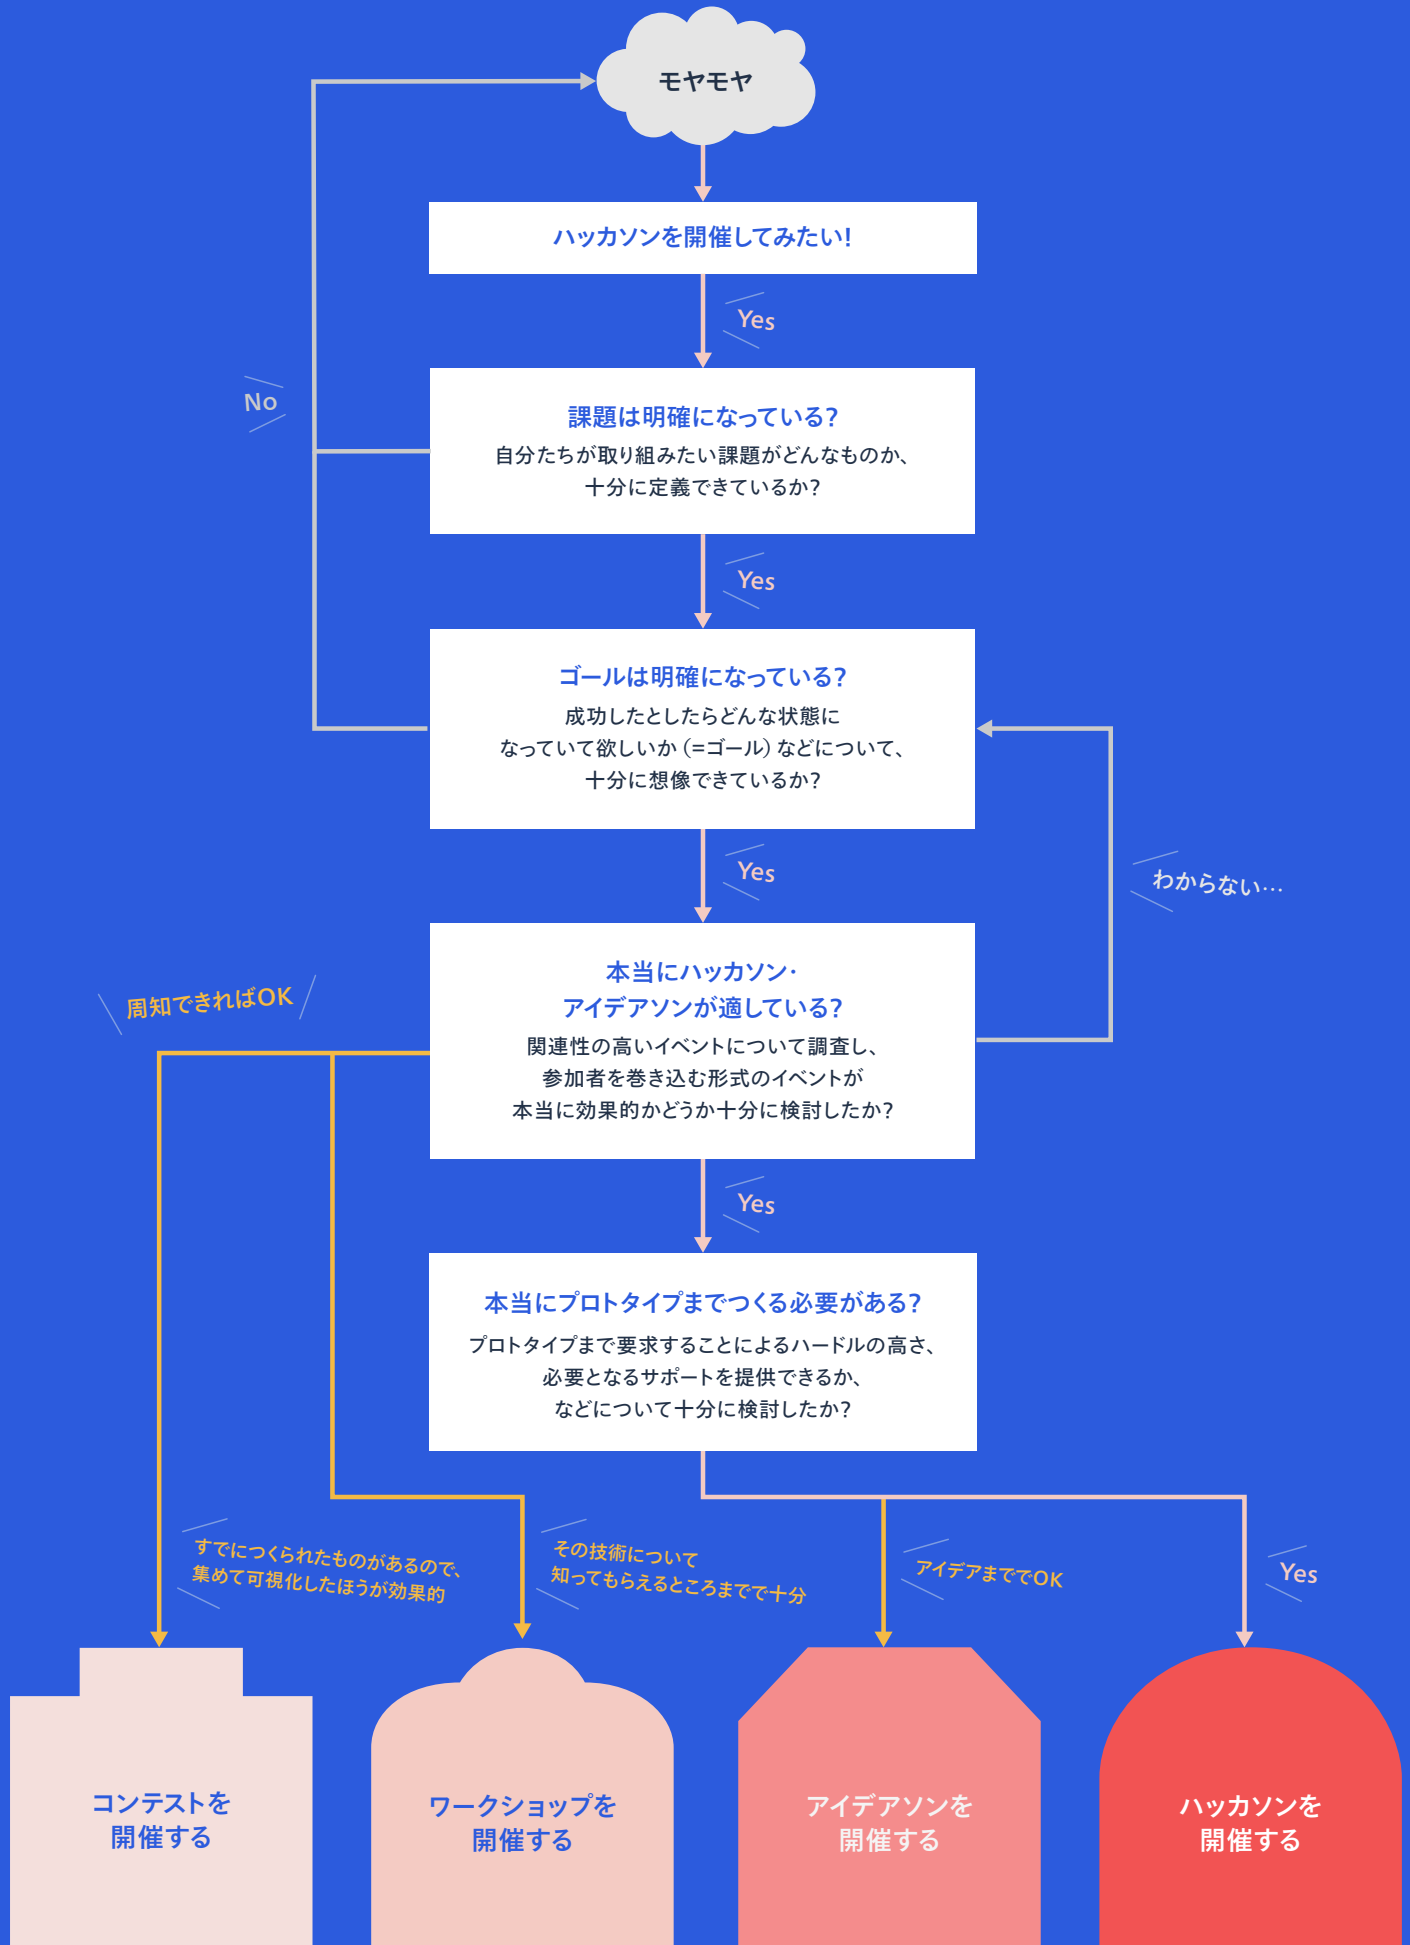 モヤモヤ
ハッカソンを開催してみたい！
Yes
No
課題は明確になっている？
自分たちが取り組みたい課題がどんなものか、
十分に定義できているか？
Yes
ゴールは明確になっている？
成功したとしたらどんな状態に
なっていて欲しいか（＝ゴール）などについて、
十分に想像できているか？
Yes
わからない…
本当にハッカソン・
アイデアソンが適している？
関連性の高いイベントについて調査し、
参加者を巻き込む形式のイベントが
本当に効果的かどうか十分に検討したか？
周知できればOK
Yes
本当にプロトタイプまでつくる必要がある？
プロトタイプまで要求することによるハードルの高さ、
必要となるサポートを提供できるか、
などについて十分に検討したか？
すでにつくられたものがあるので、
集めて可視化したほうが効果的
その技術について
知ってもらえるところまでで十分
アイデアまででOK
Yes
コンテストを
開催する
ワークショップを
開催する
アイデアソンを
開催する
ハッカソンを
開催する